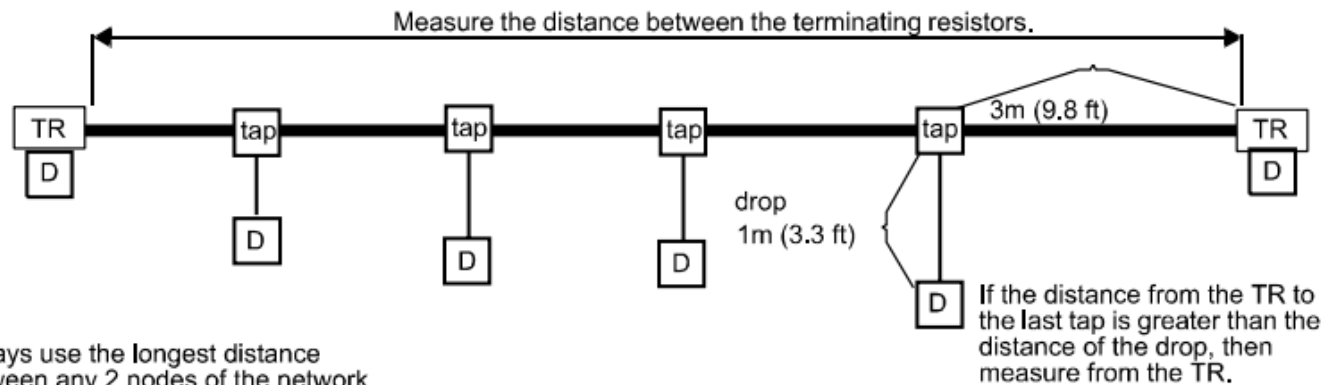 Measure the distance between the terminating resistors.
3m (9.8 ft)
TR
tap
tap
tap
tap
TR
D
D
drop
1m (3.3 ft)
D
D
D
D
If the distance from the TR to
the last tap is greater than the
distance of the drop, then
measure from the TR.
use the longest distance
any 2 nodes of the network